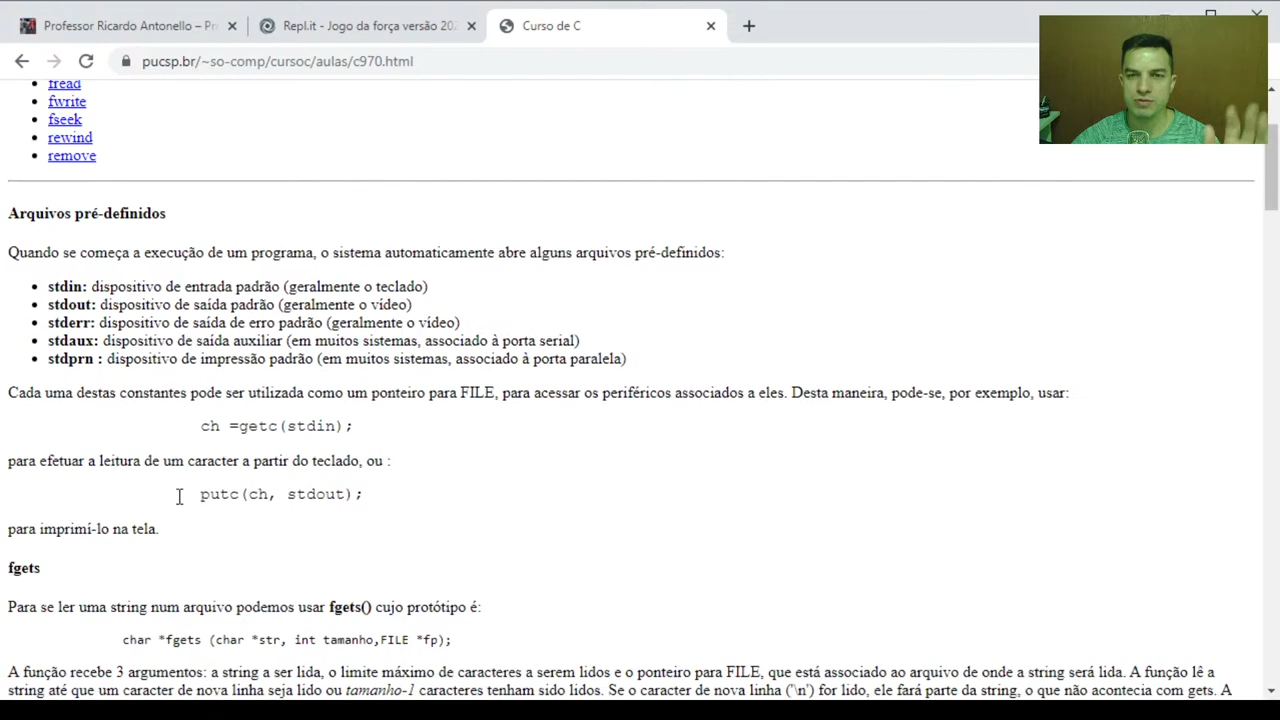 Professor Ricardo Antonello – Pr
Repl.it - Jogo da força versão 202
Curso de C
pucsp.br/~so-comp/cursoc/aulas/c970.html
fread
fwrite
fseek
rewind
remove
Arquivos pré-definidos
Quando se começa a execução de um programa, o sistema automaticamente abre alguns arquivos pré-definidos:
stdin: dispositivo de entrada padrão (geralmente o teclado)
stdout: dispositivo de saída padrão (geralmente o vídeo)
stderr: dispositivo de saída de erro padrão (geralmente o vídeo)
stdaux: dispositivo de saída auxiliar (em muitos sistemas, associado à porta serial)
stdprn : dispositivo de impressão padrão (em muitos sistemas, associado à porta paralela)
Cada uma destas constantes pode ser utilizada como um ponteiro para FILE, para acessar os periféricos associados a eles. Desta maneira, pode-se, por exemplo, usar:
ch =getc(stdin);
para efetuar a leitura de um caracter a partir do teclado, ou :
putc(ch, stdout);
para imprimí-lo na tela.
fgets
Para se ler uma string num arquivo podemos usar fgets() cujo protótipo é:
char *fgets (char *str, int tamanho,FILE *fp);
A função recebe 3 argumentos: a string a ser lida, o limite máximo de caracteres a serem lidos e o ponteiro para FILE, que está associado ao arquivo de onde a string será lida. A função lê a
string até que um caracter de nova linha seja lido ou tamanho-1 caracteres tenham sido lidos. Se o caracter de nova linha ('\n') for lido, ele fará parte da string, o que não acontecia com gets. A